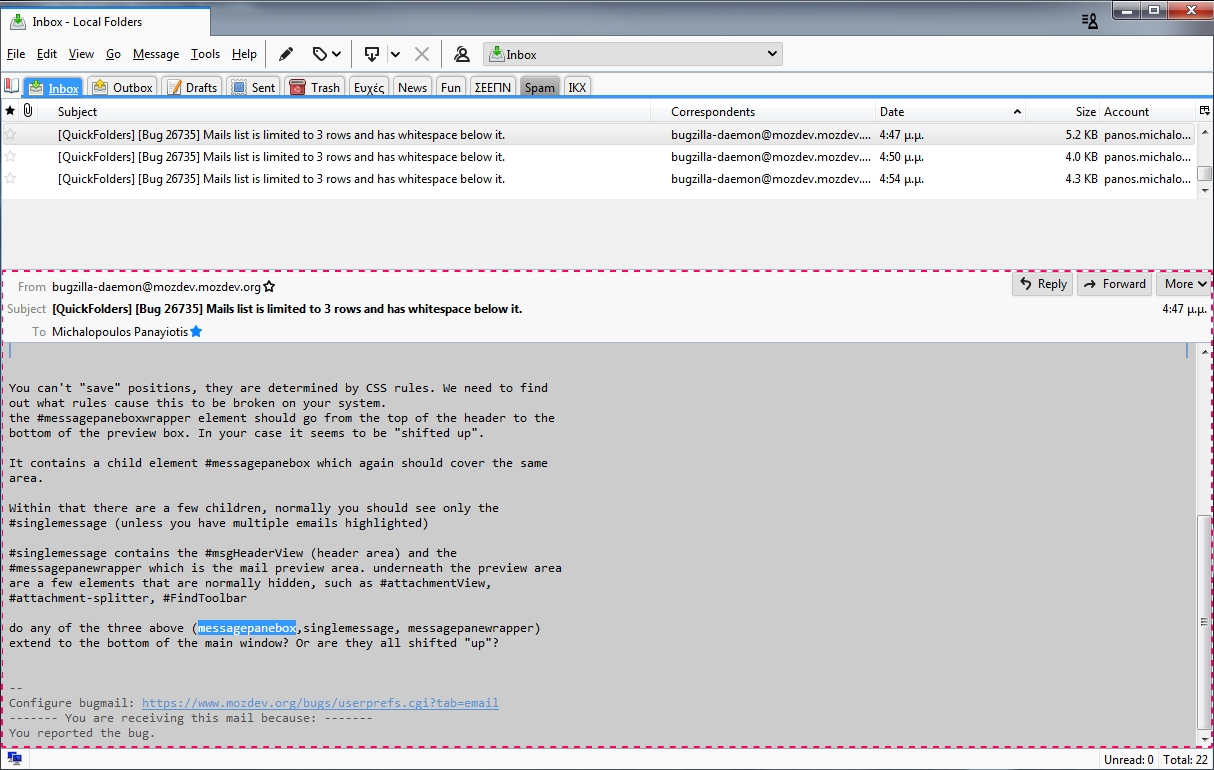 Inbox - Local Folders
File Edit View Go Message Tools Help Inbox
Inbox Outbox Drafts Sent Trash Ευχές News Fun ΣΕΕΓΠΝ Spam ΙΚΧ
Subject Correspondents Date Size Account
[QuickFolders] [Bug 26735] Mails list is limited to 3 rows and has whitespace below it. bugzilla-daemon@mozdev.mozdev.... 4:47 μ.μ. 5.2 KB panos.michalo...
[QuickFolders] [Bug 26735] Mails list is limited to 3 rows and has whitespace below it. bugzilla-daemon@mozdev.mozdev.... 4:50 μ.μ. 4.0 KB panos.michalo...
[QuickFolders] [Bug 26735] Mails list is limited to 3 rows and has whitespace below it. bugzilla-daemon@mozdev.mozdev.... 4:54 μ.μ. 4.3 KB panos.michalo...
From bugzilla-daemon@mozdev.mozdev.org Reply Forward More
Subject [QuickFolders] [Bug 26735] Mails list is limited to 3 rows and has whitespace below it. 4:47 μ.μ.
To Michalopoulos Panayiotis
You can't "save" positions, they are determined by CSS rules. We need to find
out what rules cause this to be broken on your system.
the #messagepaneboxwrapper element should go from the top of the header to the
bottom of the preview box. In your case it seems to be "shifted up".
It contains a child element #messagepanebox which again should cover the same
area.
Within that there are a few children, normally you should see only the
#singlemessage (unless you have multiple emails highlighted)
#singlemessage contains the #msgHeaderView (header area) and the
#messagepanewrapper which is the mail preview area. underneath the preview area
are a few elements that are normally hidden, such as #attachmentView,
#attachment-splitter, #FindToolbar
do any of the three above (messagepanebox,singlemessage, messagepanewrapper)
extend to the bottom of the main window? Or are they all shifted "up"?
--
Configure bugmail: https://www.mozdev.org/bugs/userprefs.cgi?tab=email
------- You are receiving this mail because: -------
You reported the bug.
Unread: 0 Total: 22